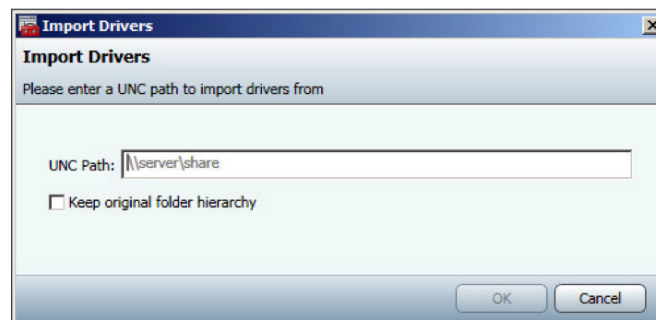 Import Drivers
Import Drivers
Please enter a UNC path to import drivers from
UNC Path: \\server\share
Keep original folder hierarchy
OK Cancel